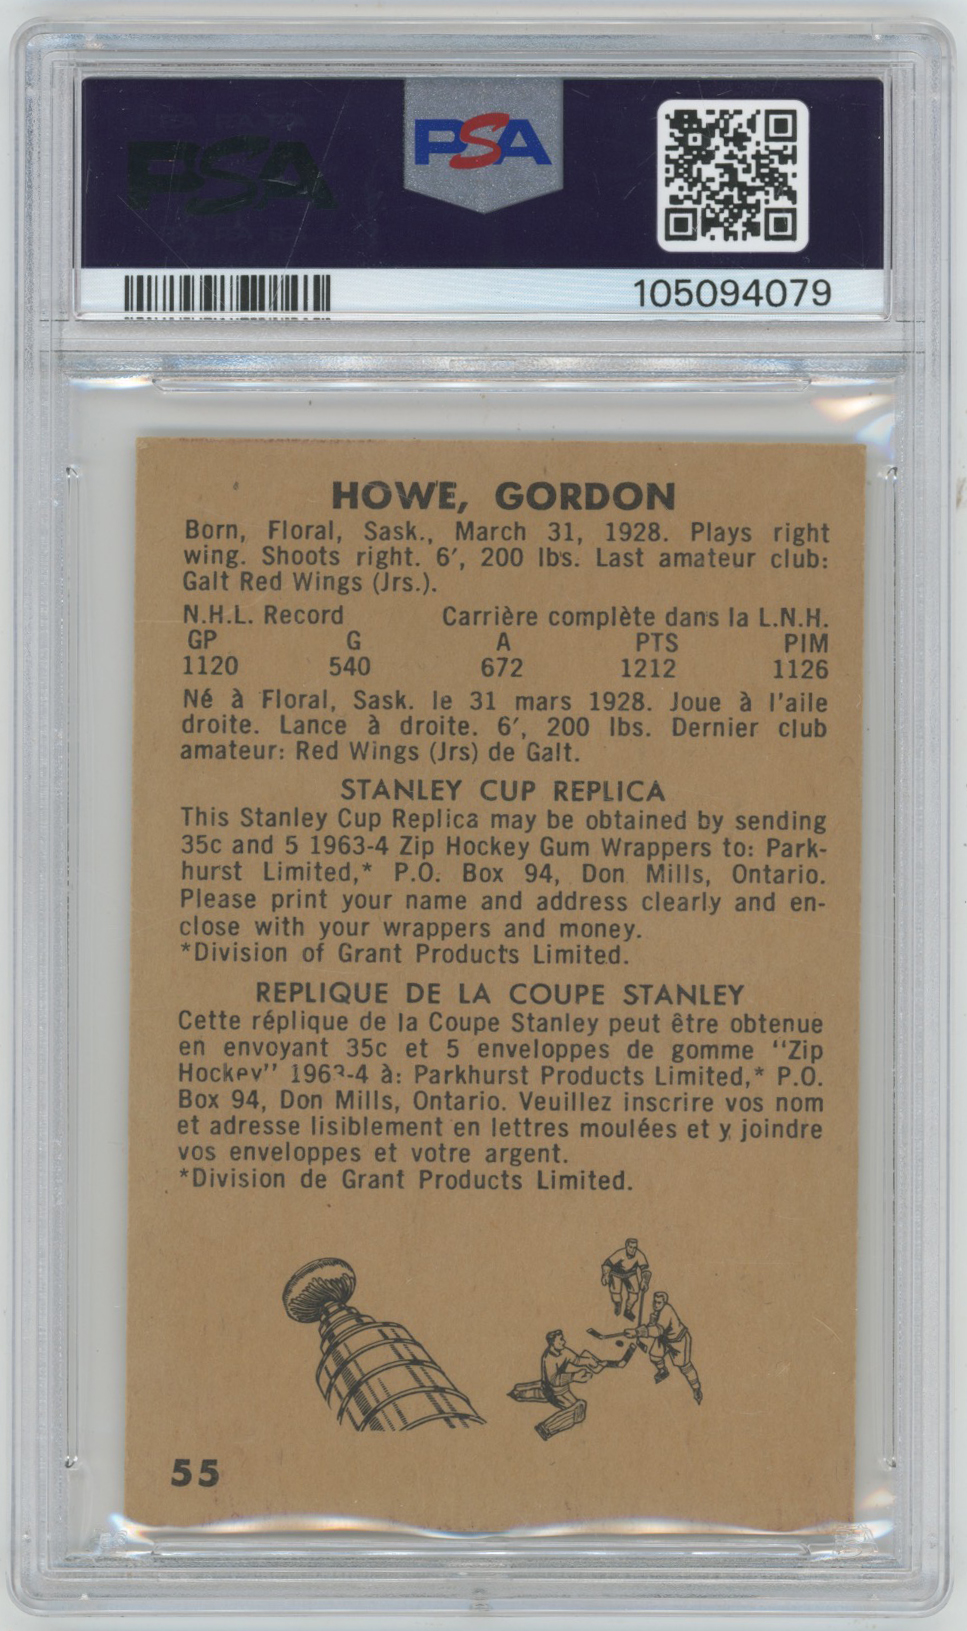 PSA
PSA
105094079
HOWE, GORDON
Born, Floral, Sask., March 31, 1928. Plays right
wing. Shoots right. 6′, 200 lbs. Last amateur club:
Galt Red Wings (Jrs.).
N.H.L. Record Carrière complète dans la L.N.H.
GP G A PTS PIM
1120 540 672 1212 1126
Né à Floral, Sask. le 31 mars 1928. Joue à l'aile
droite. Lance à droite. 6′, 200 lbs. Dernier club
amateur: Red Wings (Jrs) de Galt.
STANLEY CUP REPLICA
This Stanley Cup Replica may be obtained by sending
35c and 5 1963-4 Zip Hockey Gum Wrappers to: Park-
hurst Limited,* P.O. Box 94, Don Mills, Ontario.
Please print your name and address clearly and en-
close with your wrappers and money.
*Division of Grant Products Limited.
REPLIQUE DE LA COUPE STANLEY
Cette réplique de la Coupe Stanley peut être obtenue
en envoyant 35c et 5 enveloppes de gomme "Zip
Hockey" 1963-4 à: Parkhurst Products Limited,* P.O.
Box 94, Don Mills, Ontario. Veuillez inscrire vos nom
et adresse lisiblement en lettres moulées et y joindre
vos enveloppes et votre argent.
*Division de Grant Products Limited.
55